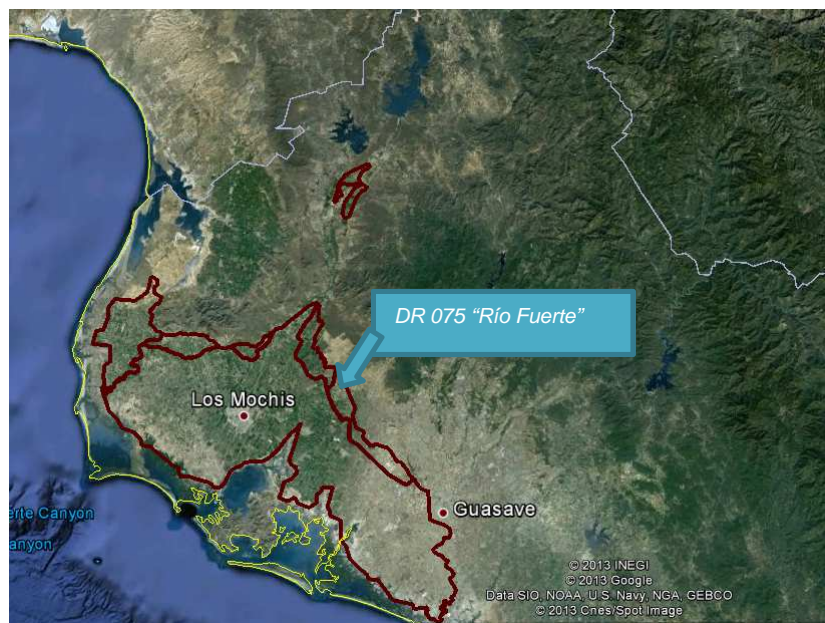 DR 075 “Río Fuerte”
Los Mochis
Guasave
erte Canyon
anyon
© 2013 INEGI
© 2013 Google
Data SIO, NOAA, U.S. Navy, NGA, GEBCO
© 2013 Cnes/Spot Image